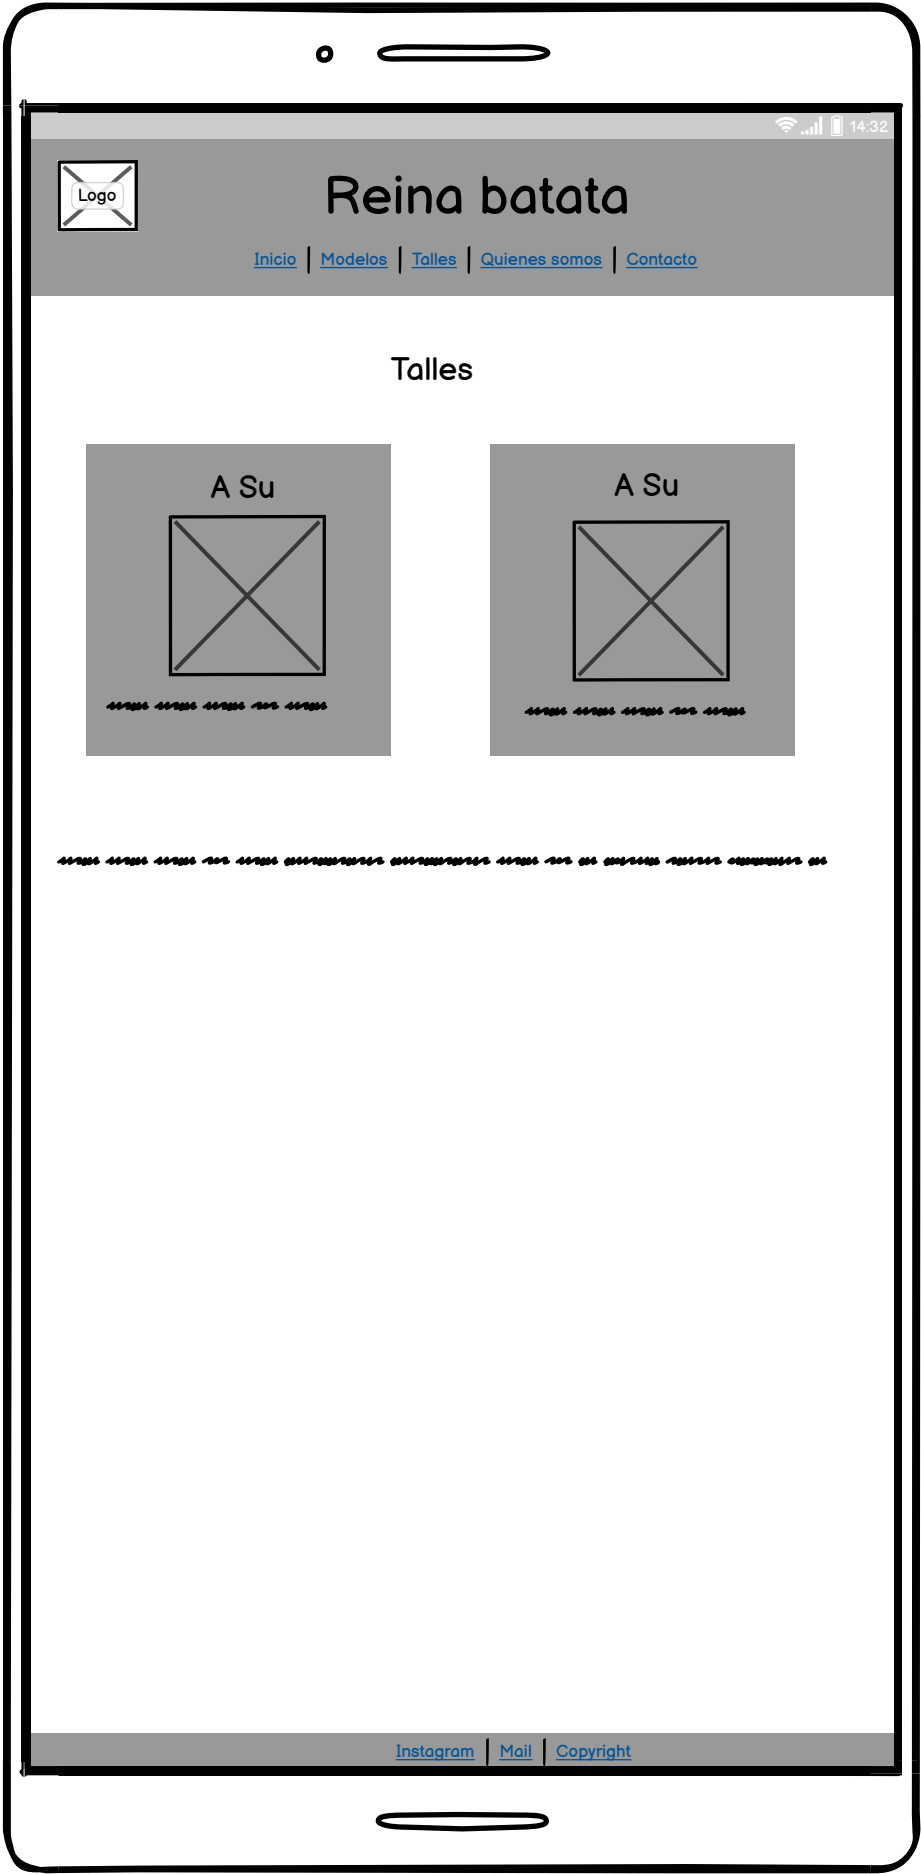 14:32
Logo
Reina batata
Inicio | Modelos | Talles | Quienes somos | Contacto
Talles
A Su
A Su
Instagram | Mail | Copyright